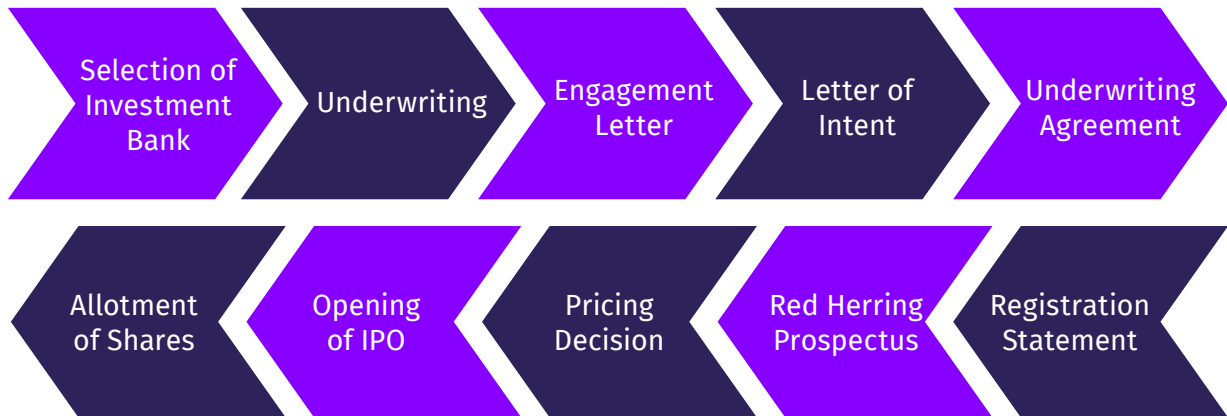 Selection of
Investment
Bank
Underwriting
Engagement
Letter
Letter of
Intent
Underwriting
Agreement
Allotment
of Shares
Opening
of IPO
Pricing
Decision
Red Herring
Prospectus
Registration
Statement